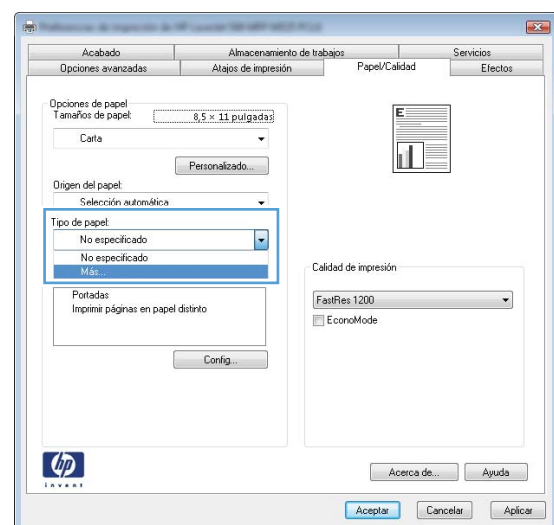 Acabado
Almacenamiento de trabajos
Servicios
Opciones avanzadas
Atajos de impresión
Papel/Calidad
Efectos
Opciones de papel
Tamaños de papel:
8,5 × 11 pulgadas
Carta
Personalizado...
Origen del papel:
Selección automática
Tipo de papel:
No especificado
No especificado
Más...
Portadas
Imprimir páginas en papel distinto
Config...
E
Calidad de impresión
FastRes 1200
EconoMode
hp
invent
Acerca de...
Ayuda
Aceptar
Cancelar
Aplicar